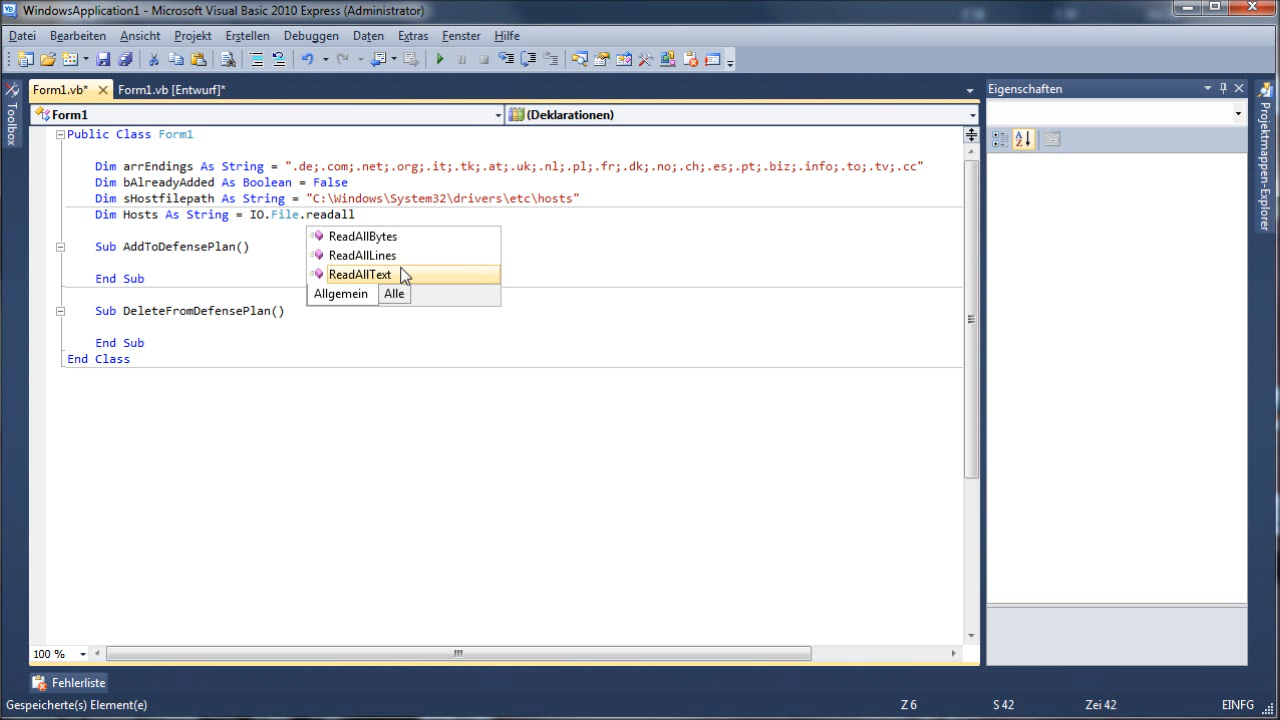 WindowsApplication1 - Microsoft Visual Basic 2010 Express (Administrator)
Datei Bearbeiten Ansicht Projekt Erstellen Debuggen Daten Extras Fenster Hilfe
Form1.vb* Form1.vb [Entwurf]*
Toolbox
Form1 (Deklarationen)
Public Class Form1
Dim arrEndings As String = ".de;.com;.net;.org;.it;.tk;.at;.uk;.nl;.pl;.fr;.dk;.no;.ch;.es;.pt;.biz;.info;.to;.tv;.cc"
Dim bAlreadyAdded As Boolean = False
Dim sHostfilepath As String = "C:\Windows\System32\drivers\etc\hosts"
Dim Hosts As String = IO.File.readall
ReadAllBytes
ReadAllLines
ReadAllText
Allgemein Alle
Sub AddToDefensePlan()
End Sub
Sub DeleteFromDefensePlan()
End Sub
End Class
100 %
Eigenschaften
Projektmappen-Explorer
Fehlerliste
Gespeicherte(s) Element(e) Z 6 S 42 Zei 42 EINFG